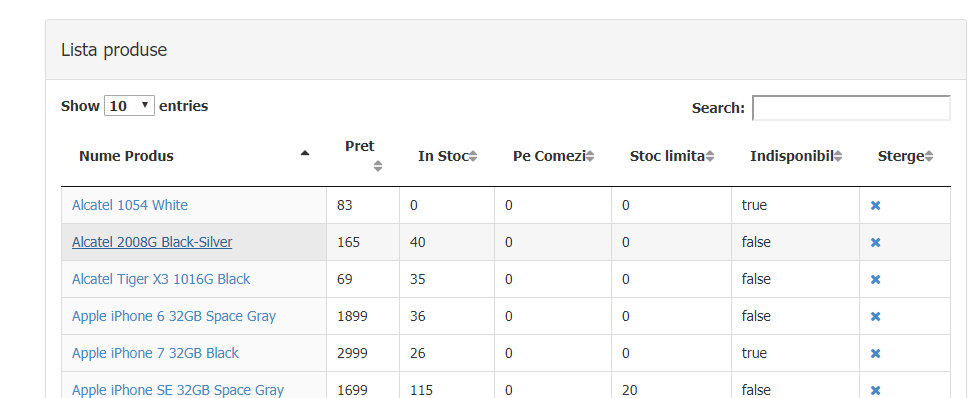 Lista produse
Show 10 entries Search:
Nume Produs Pret In Stoc Pe Comezi Stoc limita Indisponibil Sterge
Alcatel 1054 White 83 0 0 0 true
Alcatel 2008G Black-Silver 165 40 0 0 false
Alcatel Tiger X3 1016G Black 69 35 0 0 false
Apple iPhone 6 32GB Space Gray 1899 36 0 0 false
Apple iPhone 7 32GB Black 2999 26 0 0 true
Apple iPhone SE 32GB Space Gray 1699 115 0 20 false